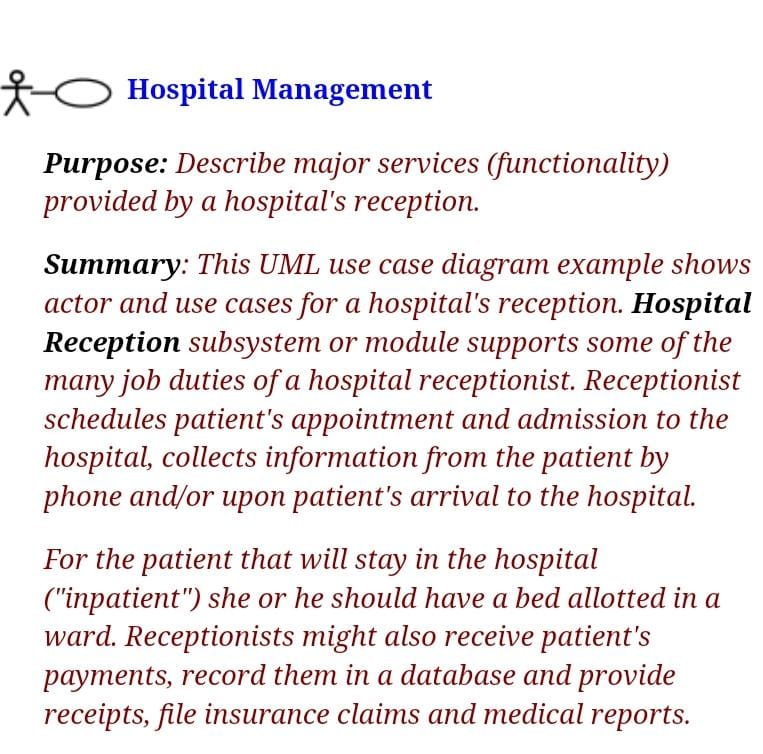 Hospital Management
Purpose: Describe major services (functionality)
provided by a hospital's reception.
Summary: This UML use case diagram example shows
actor and use cases for a hospital's reception. Hospital
Reception subsystem or module supports some of the
many job duties of a hospital receptionist. Receptionist
schedules patient's appointment and admission to the
hospital, collects information from the patient by
phone and/or upon patient's arrival to the hospital.
For the patient that will stay in the hospital
("inpatient") she or he should have a bed allotted in a
ward. Receptionists might also receive patient's
payments, record them in a database and provide
receipts, file insurance claims and medical reports.